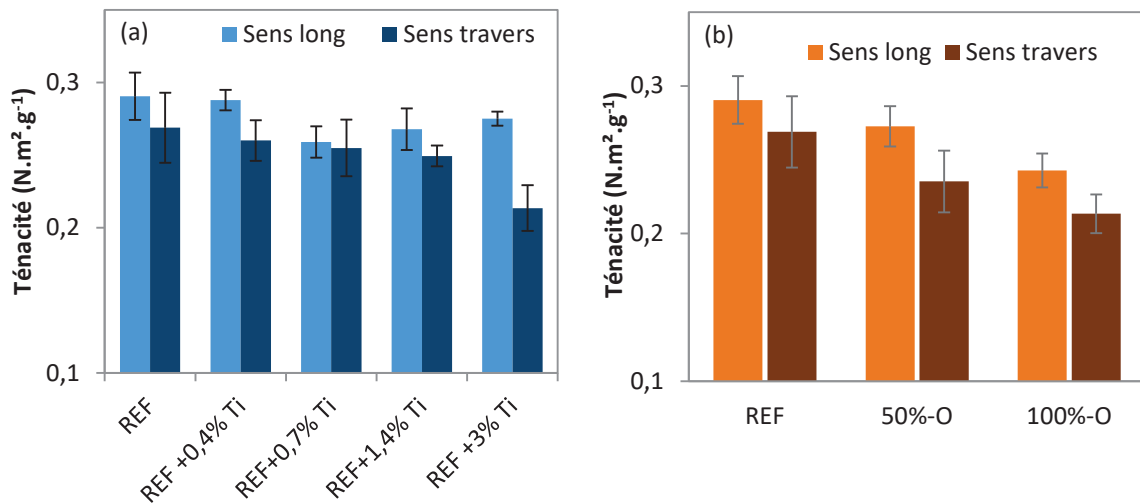 (a)
Sens long
Sens travers
Ténacité (N.m².g⁻¹)
0,3
0,2
0,1
REF
REF +0,4% Ti
REF+0,7% Ti
REF+1,4% Ti
REF +3% Ti
(b)
Sens long
Sens travers
Ténacité (N.m².g⁻¹)
0,3
0,2
0,1
REF
50%-O
100%-O